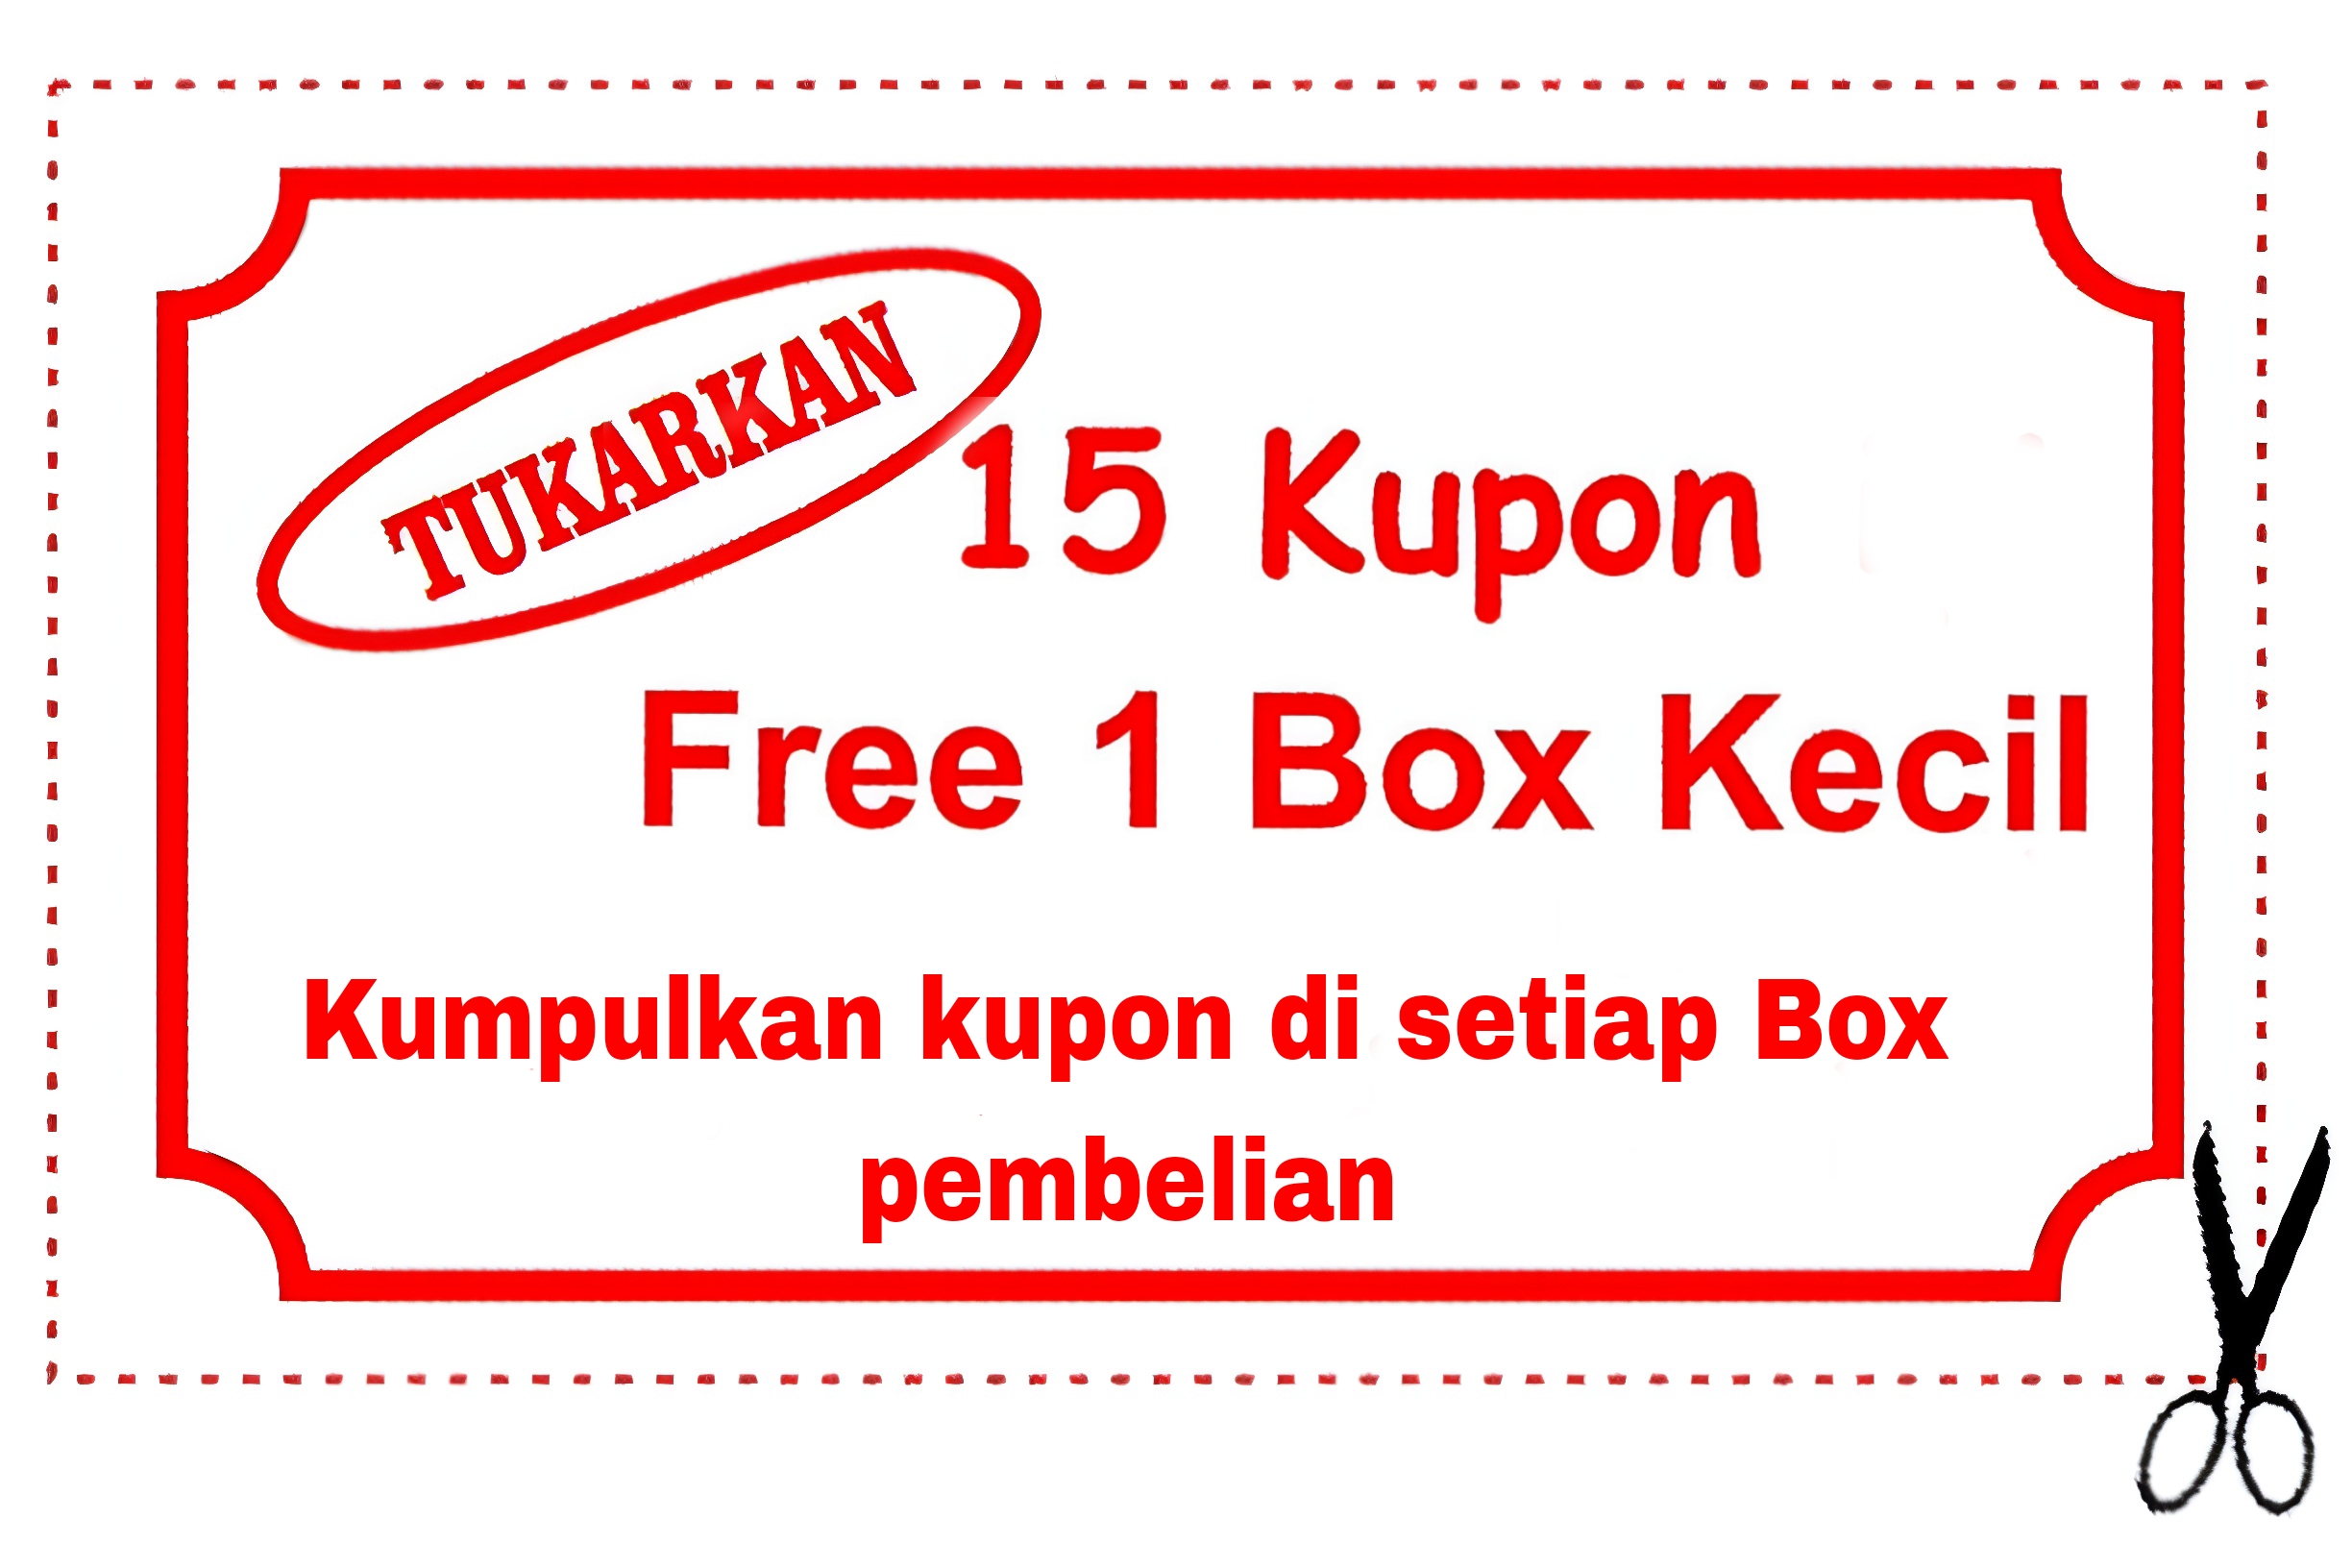 TUKARKAN
15 Kupon
Free 1 Box Kecil
Kumpulkan kupon di setiap Box
pembelian